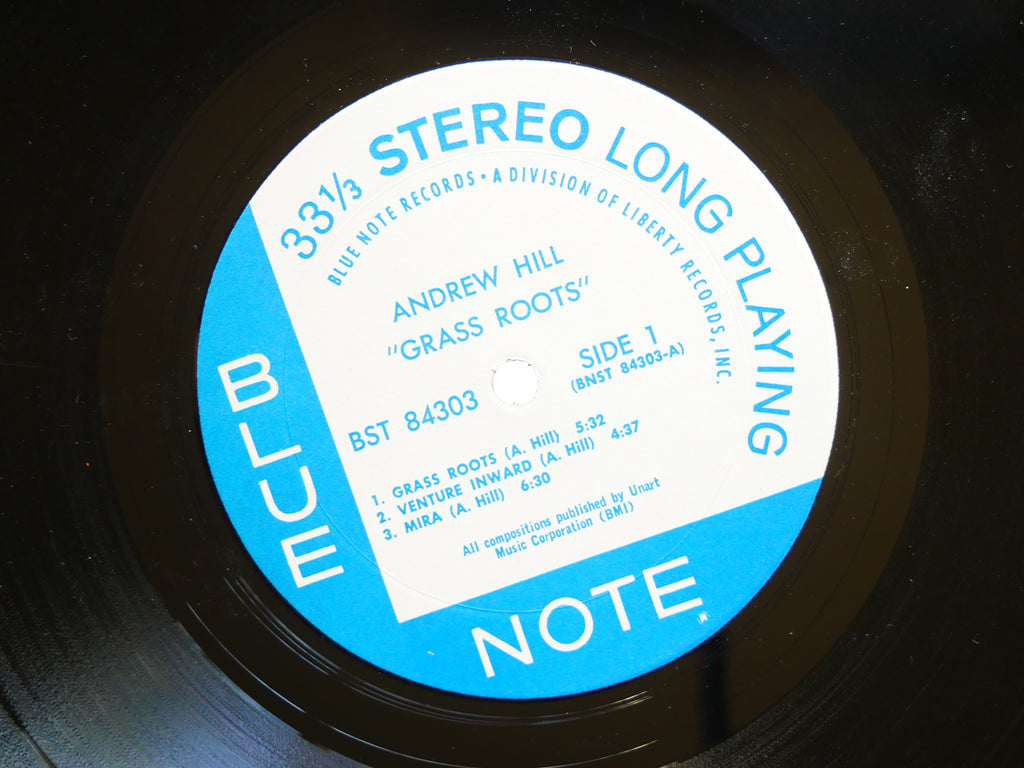 33⅓ STEREO LONG PLAYING
BLUE NOTE RECORDS • A DIVISION OF LIBERTY RECORDS, INC.
ANDREW HILL
"GRASS ROOTS"
BST 84303
SIDE 1
(BNST 84303-A)
1. GRASS ROOTS (A. Hill) 5:32
2. VENTURE INWARD (A. Hill) 4:37
3. MIRA (A. Hill) 6:30
All compositions published by Unart
Music Corporation (BMI)
BLUE
NOTE